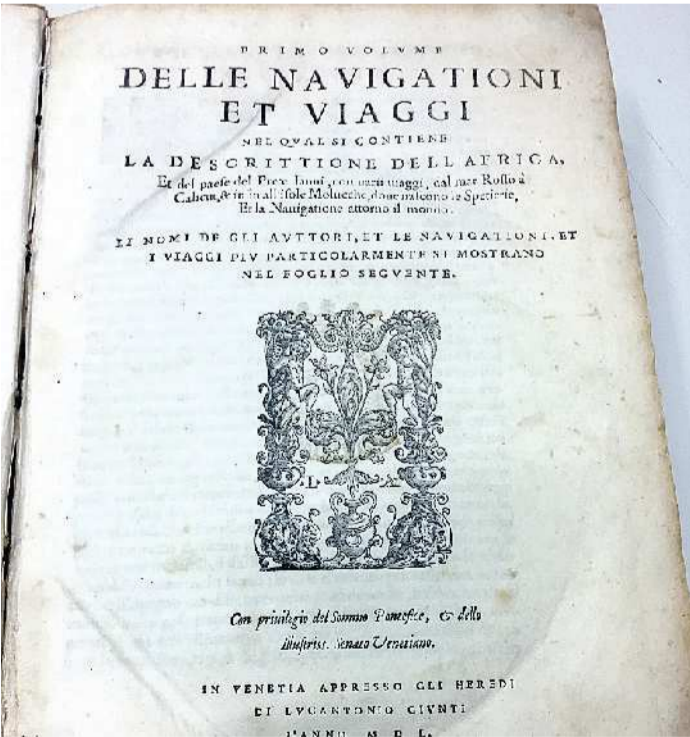 PRIMO VOLVME
DELLE NAVIGATIONI
ET VIAGGI
NEL QVAL SI CONTIENE
LA DESCRITTIONE DELL'AFRICA,
Et del paese del Prete Ianni, con varii viaggi, dal mar Rosso à
Calicut, & in in all'isole Molucche, doue nascono le Spetierie,
Et la Nauigatione attorno il mondo.
LI NOMI DE GLI AVTTORI, ET LE NAVIGATIONI, ET
I VIAGGI PIV PARTICOLARMENTE SI MOSTRANO
NEL FOGLIO SEGVENTE.
L A
Con priuilegio del Sommo Pontefice, & dello
Illustriss. Senato Venetiano.
IN VENETIA APPRESSO GLI HEREDI
DI LVCANTONIO GIVNTI
L'ANNO M D L.